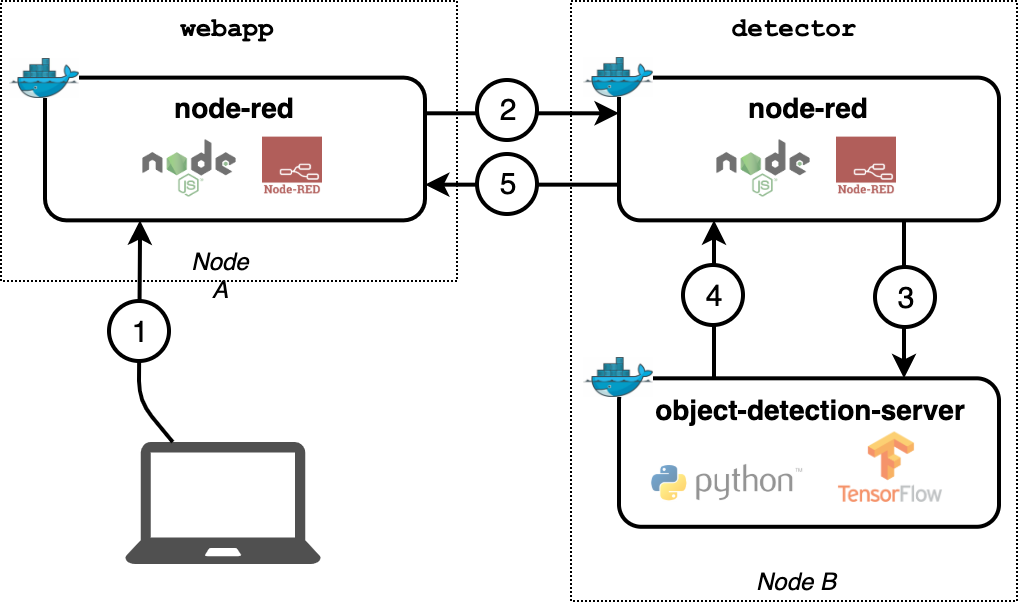 webapp
node-red
node
JS
Node-RED
Node
A
1
2
5
detector
node-red
node
JS
Node-RED
4
3
object-detection-server
python™
TensorFlow
Node B